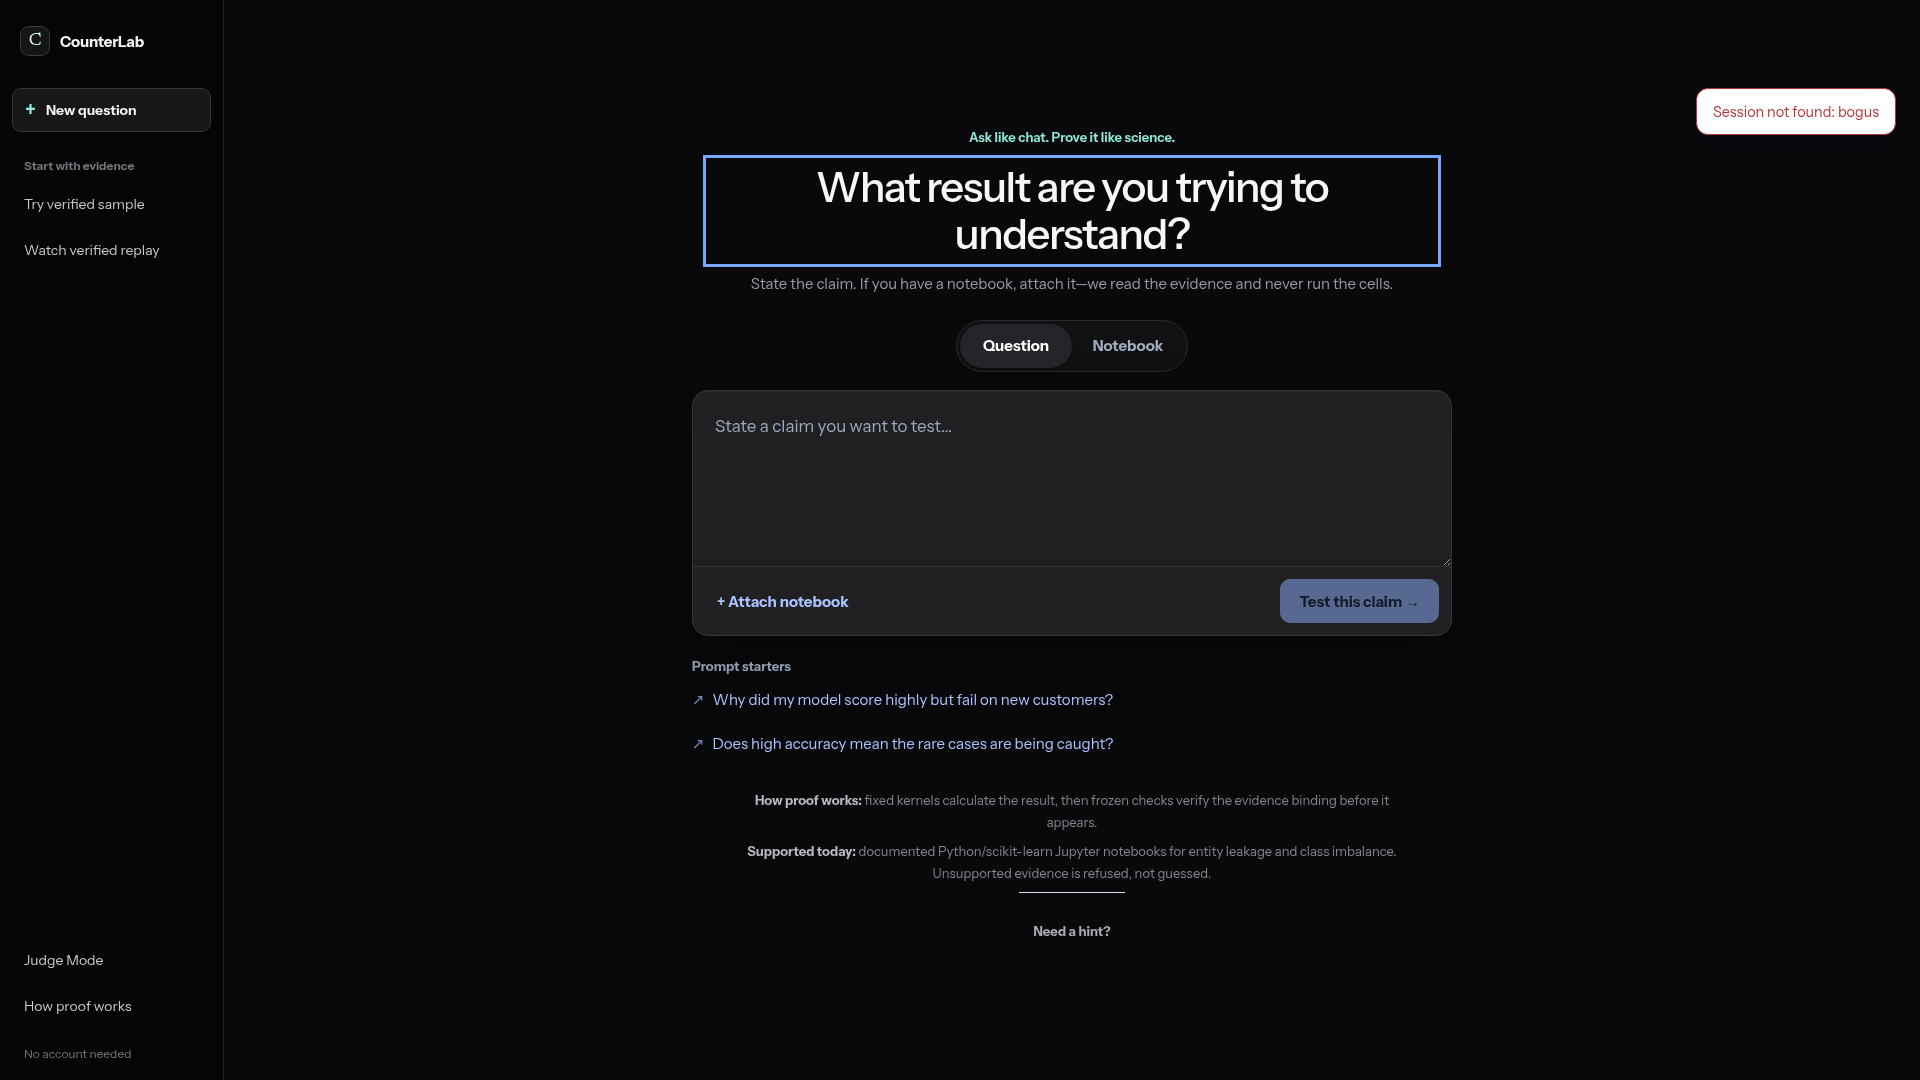 C CounterLab
+ New question
Start with evidence
Try verified sample
Watch verified replay
Judge Mode
How proof works
No account needed
Ask like chat. Prove it like science.
What result are you trying to
understand?
State the claim. If you have a notebook, attach it—we read the evidence and never run the cells.
Question Notebook
State a claim you want to test...
+ Attach notebook
Test this claim →
Prompt starters
↗ Why did my model score highly but fail on new customers?
↗ Does high accuracy mean the rare cases are being caught?
How proof works: fixed kernels calculate the result, then frozen checks verify the evidence binding before it
appears.
Supported today: documented Python/scikit-learn Jupyter notebooks for entity leakage and class imbalance.
Unsupported evidence is refused, not guessed.
Need a hint?
Session not found: bogus